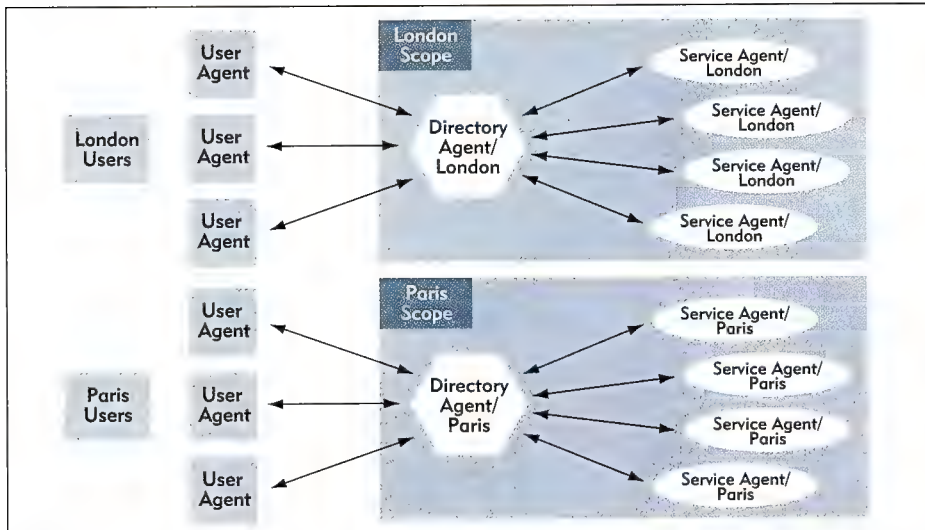 London
Scope
User
Agent
User
Agent
User
Agent
London
Users
Directory
Agent/
London
Service Agent/
London
Service Agent/
London
Service Agent/
London
Service Agent/
London
Paris
Scope
User
Agent
User
Agent
User
Agent
Paris
Users
Directory
Agent/
Paris
Service Agent/
Paris
Service Agent/
Paris
Service Agent/
Paris
Service Agent/
Paris